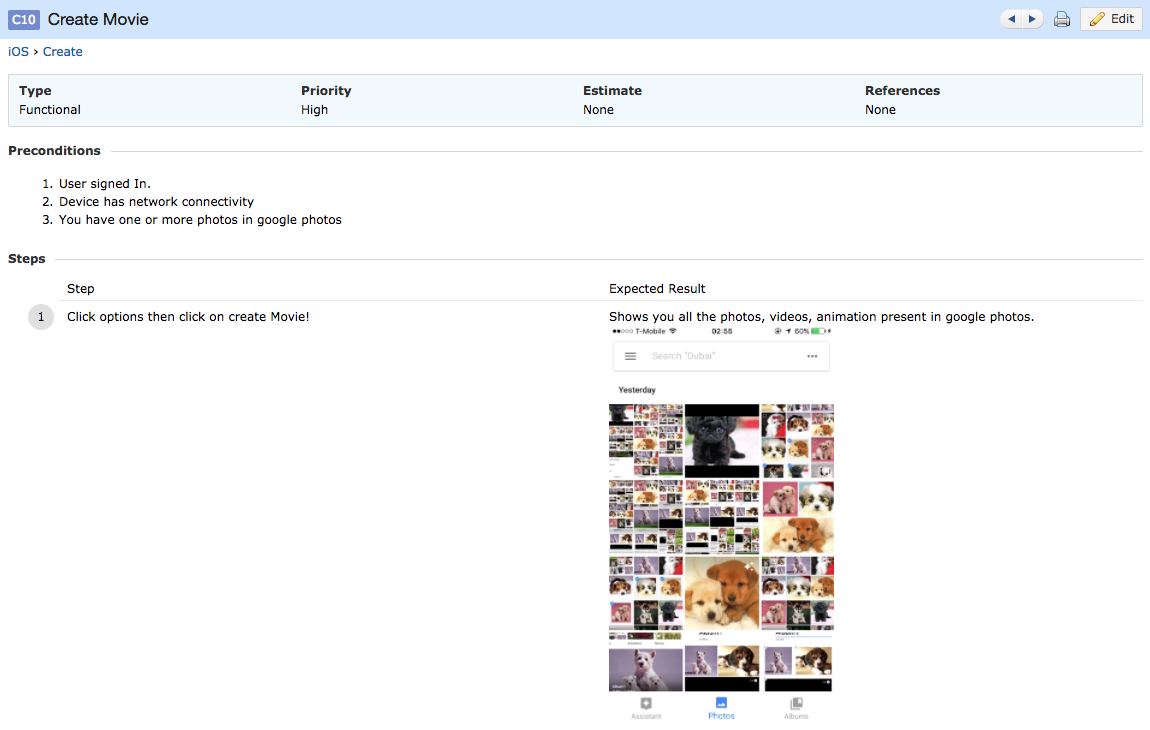 C10 Create Movie
Edit
iOS › Create
Type Priority Estimate References
Functional High None None
Preconditions
1. User signed In.
2. Device has network connectivity
3. You have one or more photos in google photos
Steps
Step Expected Result
1 Click options then click on create Movie! Shows you all the photos, videos, animation present in google photos.
T-Mobile 02:55 60%
Search "Dubai"
Yesterday
Assistant Photos Albums